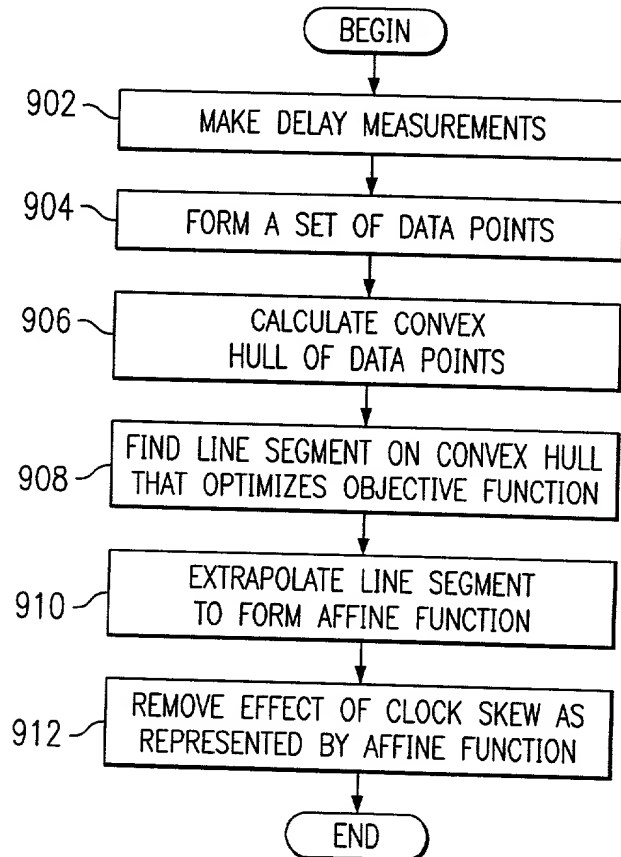 BEGIN
902
MAKE DELAY MEASUREMENTS
904
FORM A SET OF DATA POINTS
906
CALCULATE CONVEX
HULL OF DATA POINTS
908
FIND LINE SEGMENT ON CONVEX HULL
THAT OPTIMIZES OBJECTIVE FUNCTION
910
EXTRAPOLATE LINE SEGMENT
TO FORM AFFINE FUNCTION
912
REMOVE EFFECT OF CLOCK SKEW AS
REPRESENTED BY AFFINE FUNCTION
END